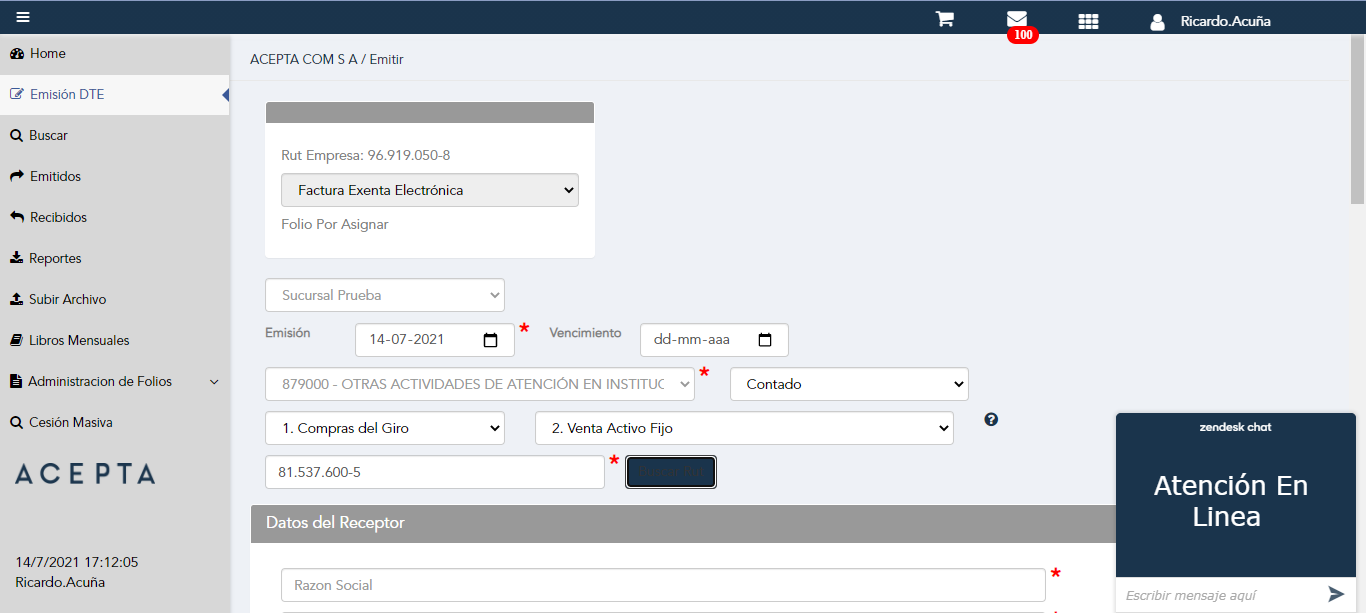 Ricardo.Acuña
100
Home
Emisión DTE
Buscar
Emitidos
Recibidos
Reportes
Subir Archivo
Libros Mensuales
Administracion de Folios
Cesión Masiva
ACEPTA
14/7/2021 17:12:05
Ricardo.Acuña
ACEPTA COM S A / Emitir
Rut Empresa: 96.919.050-8
Factura Exenta Electrónica
Folio Por Asignar
Sucursal Prueba
Emisión 14-07-2021 * Vencimiento dd-mm-aaa
879000 - OTRAS ACTIVIDADES DE ATENCIÓN EN INSTITUC * Contado
1. Compras del Giro 2. Venta Activo Fijo ?
81.537.600-5 *
Datos del Receptor
Razon Social *
zendesk chat
Atención En
Linea
Escribir mensaje aquí